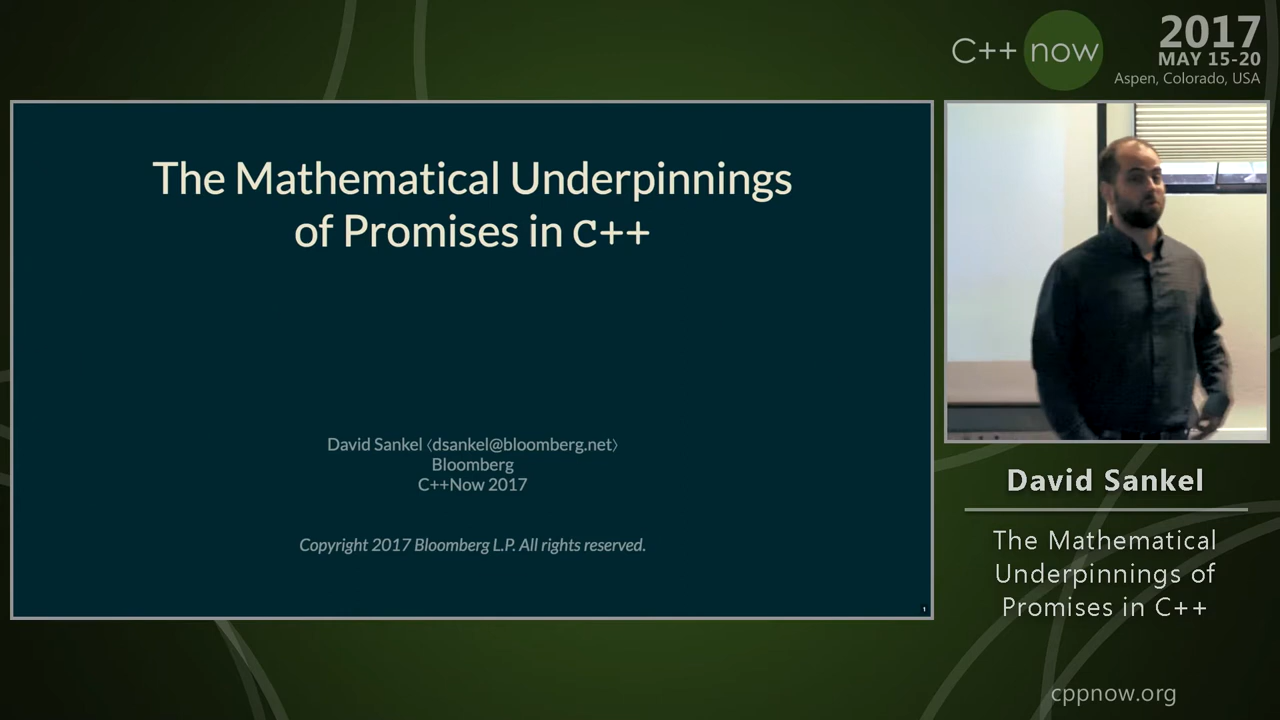 C++ now
2017
MAY 15-20
Aspen, Colorado, USA
The Mathematical Underpinnings
of Promises in C++
David Sankel ⟨dsankel@bloomberg.net⟩
Bloomberg
C++Now 2017
Copyright 2017 Bloomberg L.P. All rights reserved.
1
David Sankel
The Mathematical
Underpinnings of
Promises in C++
cppnow.org